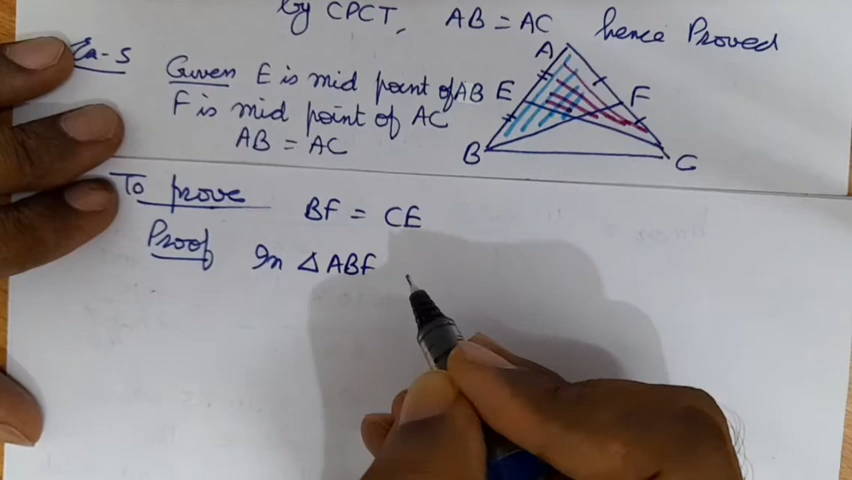 by CPCT, AB = AC hence Proved
Ex-5 Given E is mid point of AB
F is mid point of AC
AB = AC
A
E
F
B
C
To prove BF = CE
Proof In △ABF